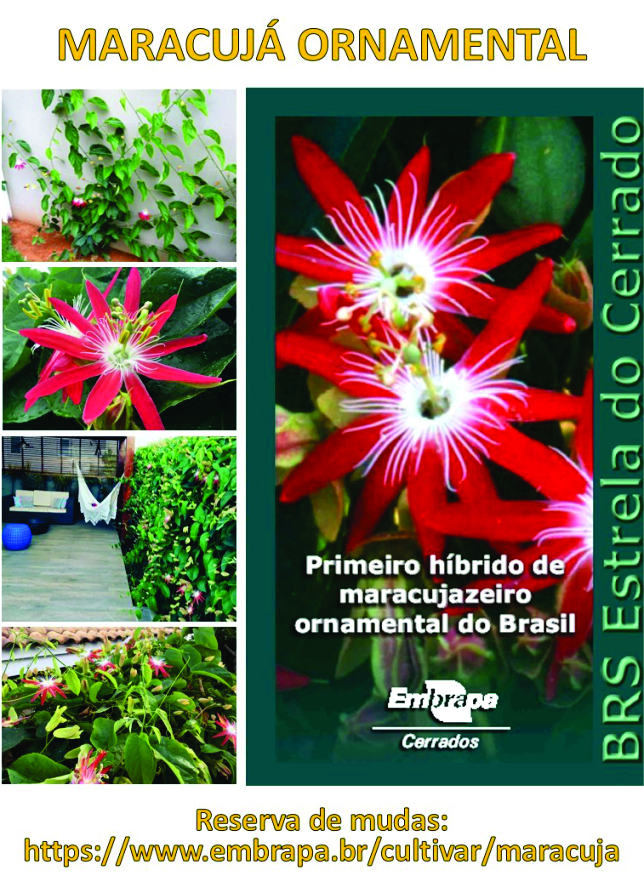 MARACUJÁ ORNAMENTAL
Primeiro híbrido de
maracujazeiro
ornamental do Brasil
Embrapa
Cerrados
BRS Estrela do Cerrado
Reserva de mudas:
https://www.embrapa.br/cultivar/maracuja